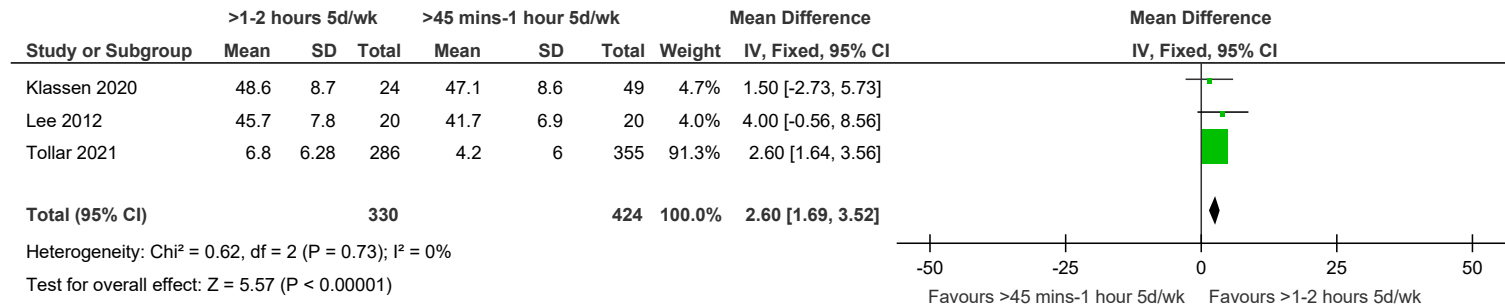 >1-2 hours 5d/wk >45 mins-1 hour 5d/wk Mean Difference Mean Difference
Study or Subgroup Mean SD Total Mean SD Total Weight IV, Fixed, 95% CI IV, Fixed, 95% CI
Klassen 2020 48.6 8.7 24 47.1 8.6 49 4.7% 1.50 [-2.73, 5.73]
Lee 2012 45.7 7.8 20 41.7 6.9 20 4.0% 4.00 [-0.56, 8.56]
Tollar 2021 6.8 6.28 286 4.2 6 355 91.3% 2.60 [1.64, 3.56]
Total (95% CI) 330 424 100.0% 2.60 [1.69, 3.52]
Heterogeneity: Chi² = 0.62, df = 2 (P = 0.73); I² = 0%
Test for overall effect: Z = 5.57 (P < 0.00001)
-50 -25 0 25 50
Favours >45 mins-1 hour 5d/wk Favours >1-2 hours 5d/wk